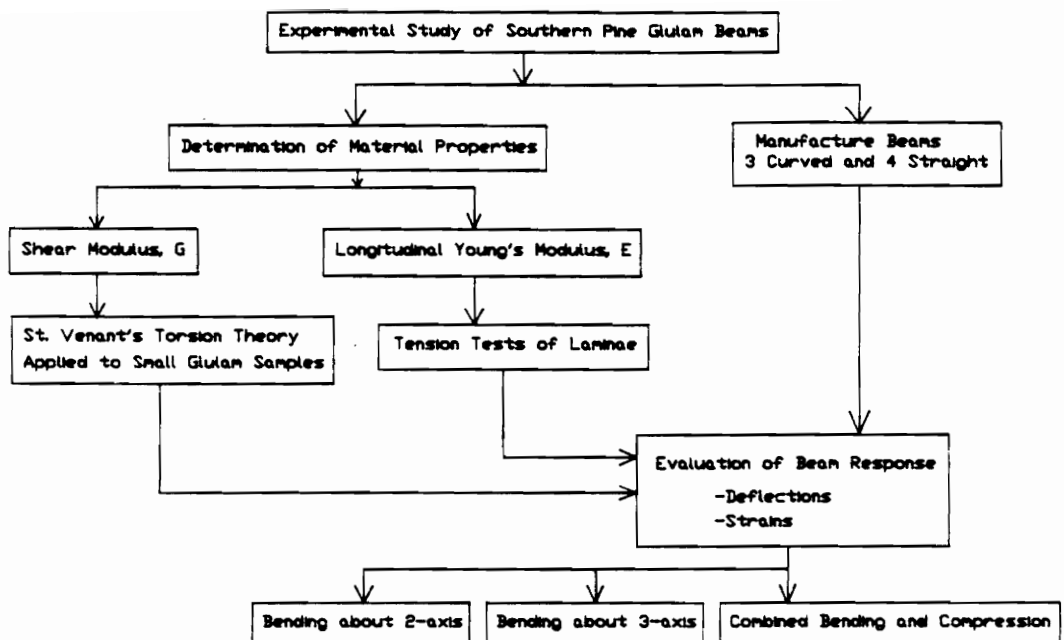 Experimental Study of Southern Pine Glulam Beams
Determination of Material Properties
Manufacture Beams
3 Curved and 4 Straight
Shear Modulus, G
Longitudinal Young's Modulus, E
St. Venant's Torsion Theory
Applied to Small Glulam Samples
Tension Tests of Laminae
Evaluation of Beam Response
-Deflections
-Strains
Bending about 2-axis
Bending about 3-axis
Combined Bending and Compression